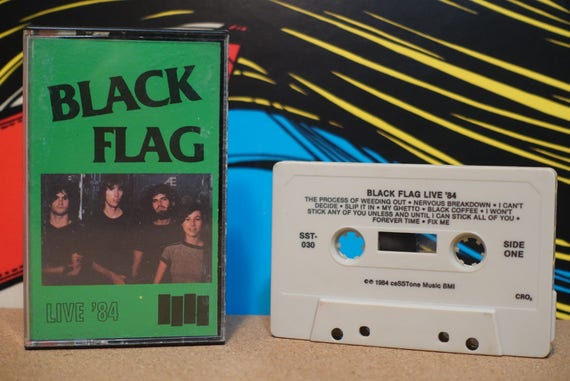 BLACK
FLAG
LIVE '84
BLACK FLAG LIVE '84
THE PROCESS OF WEEDING OUT • NERVOUS BREAKDOWN • I CAN'T
DECIDE • SLIP IT IN • MY GHETTO • BLACK COFFEE • I WON'T
STICK ANY OF YOU UNLESS AND UNTIL I CAN STICK ALL OF YOU •
FOREVER TIME • FIX ME
SST-
030
SIDE
ONE
©℗ 1984 ceSSTone Music BMI
CRO₂